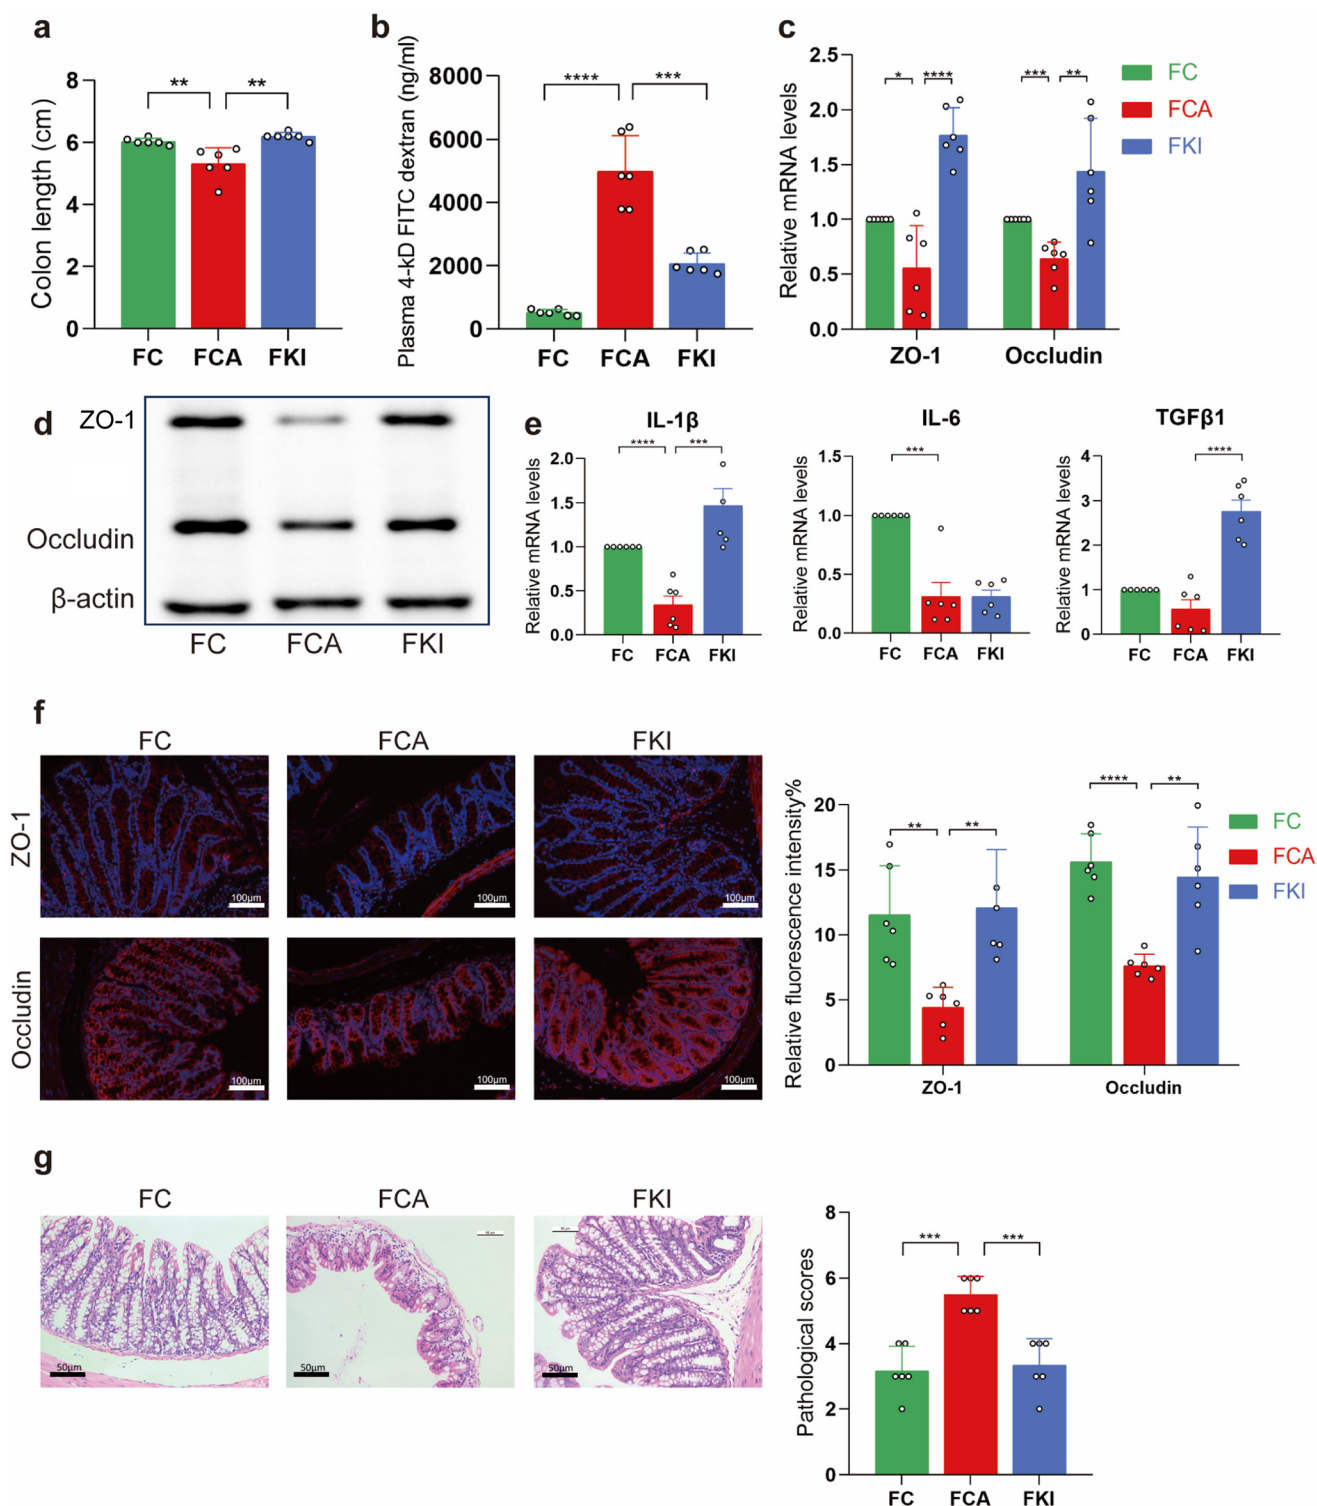 a
Colon length (cm)
8
6
4
2
0
** **
FC FCA FKI
b
Plasma 4-kD FITC dextran (ng/ml)
8000
6000
4000
2000
0
**** ***
FC FCA FKI
c
Relative mRNA levels
2.5
2.0
1.5
1.0
0.5
0.0
* **** *** **
ZO-1 Occludin
FC
FCA
FKI
d
ZO-1
Occludin
β-actin
FC FCA FKI
e
IL-1β
Relative mRNA levels
2.0
1.5
1.0
0.5
0.0
**** ***
FC FCA FKI
IL-6
Relative mRNA levels
1.5
1.0
0.5
0.0
***
FC FCA FKI
TGFβ1
Relative mRNA levels
4
3
2
1
0
****
FC FCA FKI
f
FC FCA FKI
ZO-1
100μm 100μm 100μm
Occludin
100μm 100μm 100μm
Relative fluorescence intensity%
20
15
10
5
0
** ** **** **
ZO-1 Occludin
FC
FCA
FKI
g
FC FCA FKI
50μm 50μm 50μm
Pathological scores
8
6
4
2
0
*** ***
FC FCA FKI